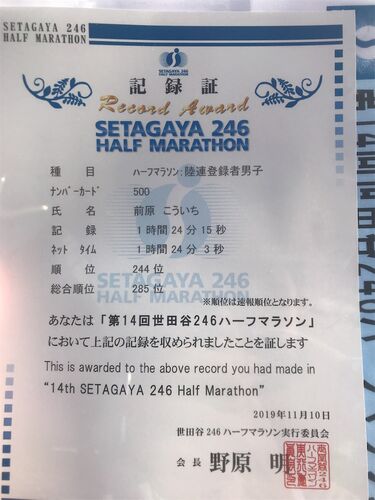 SETAGAYA 246
HALF MARATHON
SETAGAYA 246
HALF MARATHON
記録証
Record Award
SETAGAYA 246
HALF MARATHON
種 目 ハーフマラソン:陸連登録者男子
ナンバーカード 500
氏 名 前原 こういち
記 録 1時間24分15秒
ネット タイム 1時間24分 3秒
順 位 244位
総合順位 285位
SETAGAYA 246
HALF MARATHON
※順位は速報順位となります。
あなたは「第14回世田谷246ハーフマラソン」
において上記の記録を収められましたことを証します
This is awarded to the above record you had made in
“14th SETAGAYA 246 Half Marathon”
2019年11月10日
世田谷246ハーフマラソン実行委員会
会長 野原 明